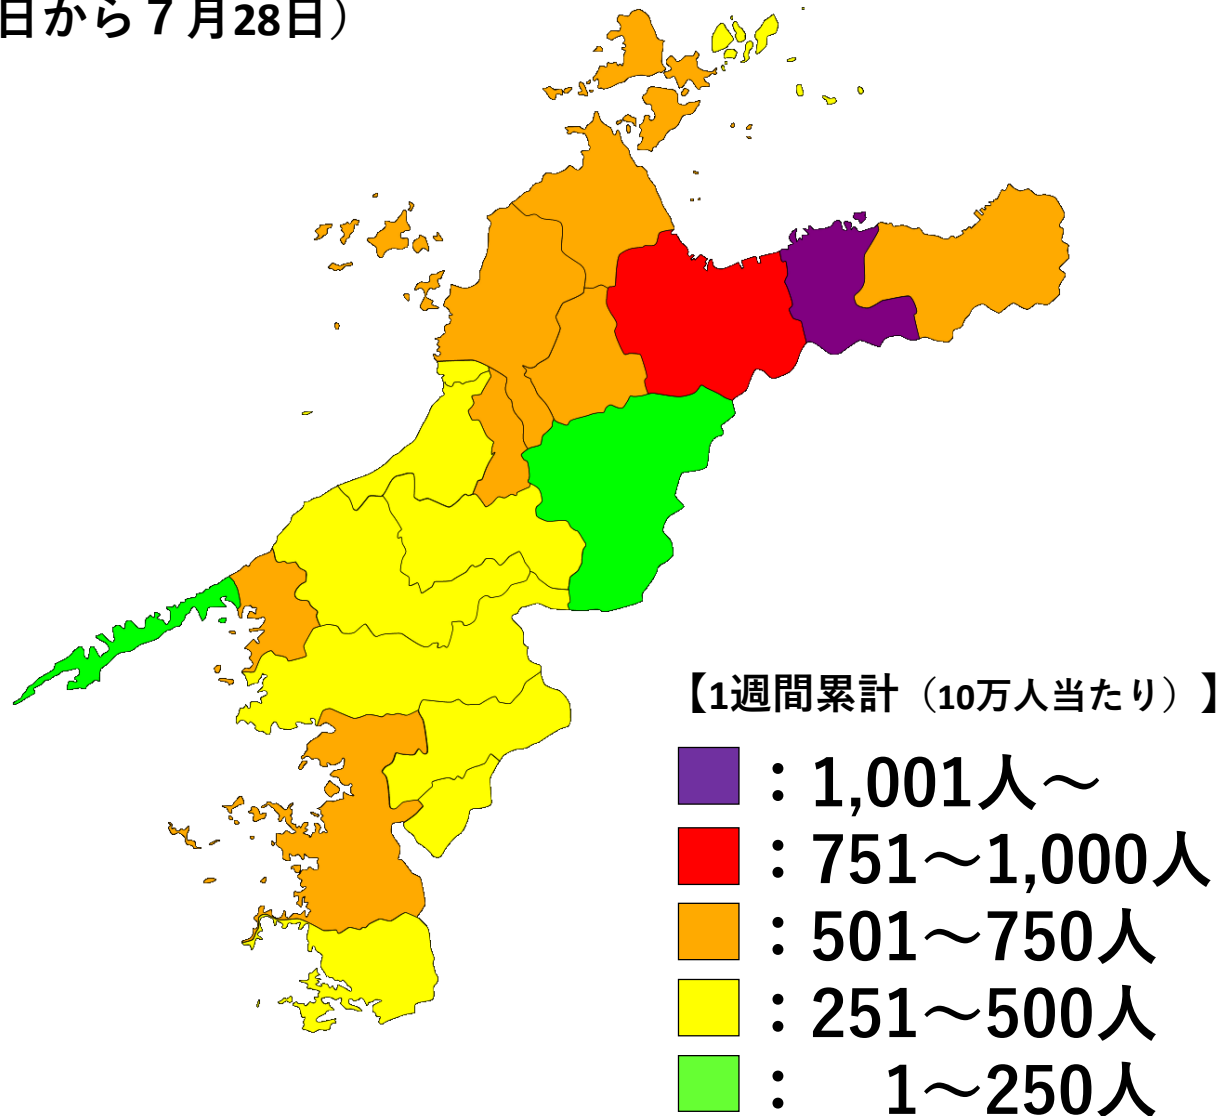 日から７月28日）
【1週間累計（10万人当たり）】
：1,001人～
：751～1,000人
：501～750人
：251～500人
：　1～250人